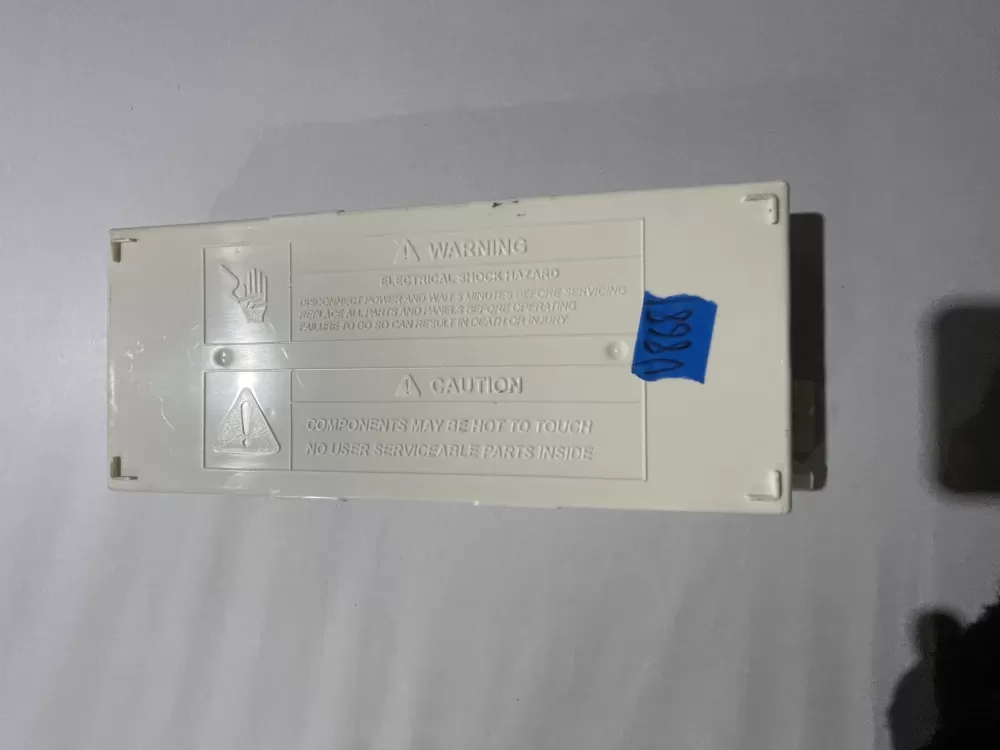 ⚠ WARNING
ELECTRICAL SHOCK HAZARD
DISCONNECT POWER AND WAIT 3 MINUTES BEFORE SERVICING
REPLACE ALL PARTS AND PANELS BEFORE OPERATING
FAILURE TO DO SO CAN RESULT IN DEATH OR INJURY
⚠ CAUTION
COMPONENTS MAY BE HOT TO TOUCH
NO USER SERVICEABLE PARTS INSIDE